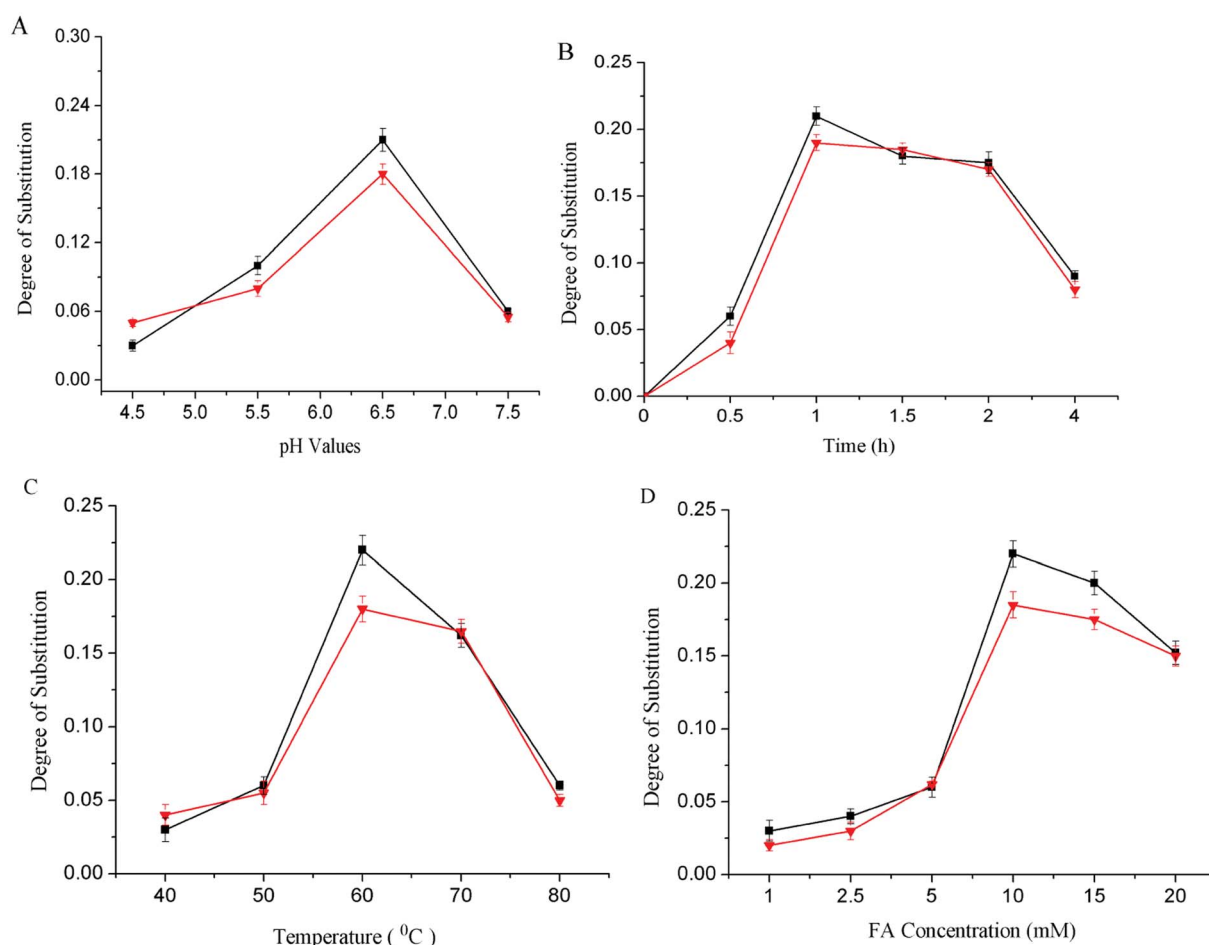 A
0.30
0.24
0.18
0.12
0.06
0.00
Degree of Substitution
4.5 5.0 5.5 6.0 6.5 7.0 7.5
pH Values
B
0.25
0.20
0.15
0.10
0.05
0.00
Degree of Substitution
0 0.5 1 1.5 2 4
Time (h)
C
0.25
0.20
0.15
0.10
0.05
0.00
Degree of Substitution
40 50 60 70 80
Temperature ( ⁰C )
D
0.25
0.20
0.15
0.10
0.05
0.00
Degree of Substitution
1 2.5 5 10 15 20
FA Concentration (mM)